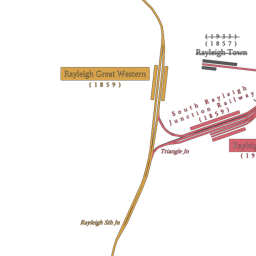 (1933)
(1857)
Rayleigh Town
Rayleigh Great Western
(1859)
South Rayleigh
Junction Railway
(1859)
Triangle Jn
Rayleigh Sth Jn